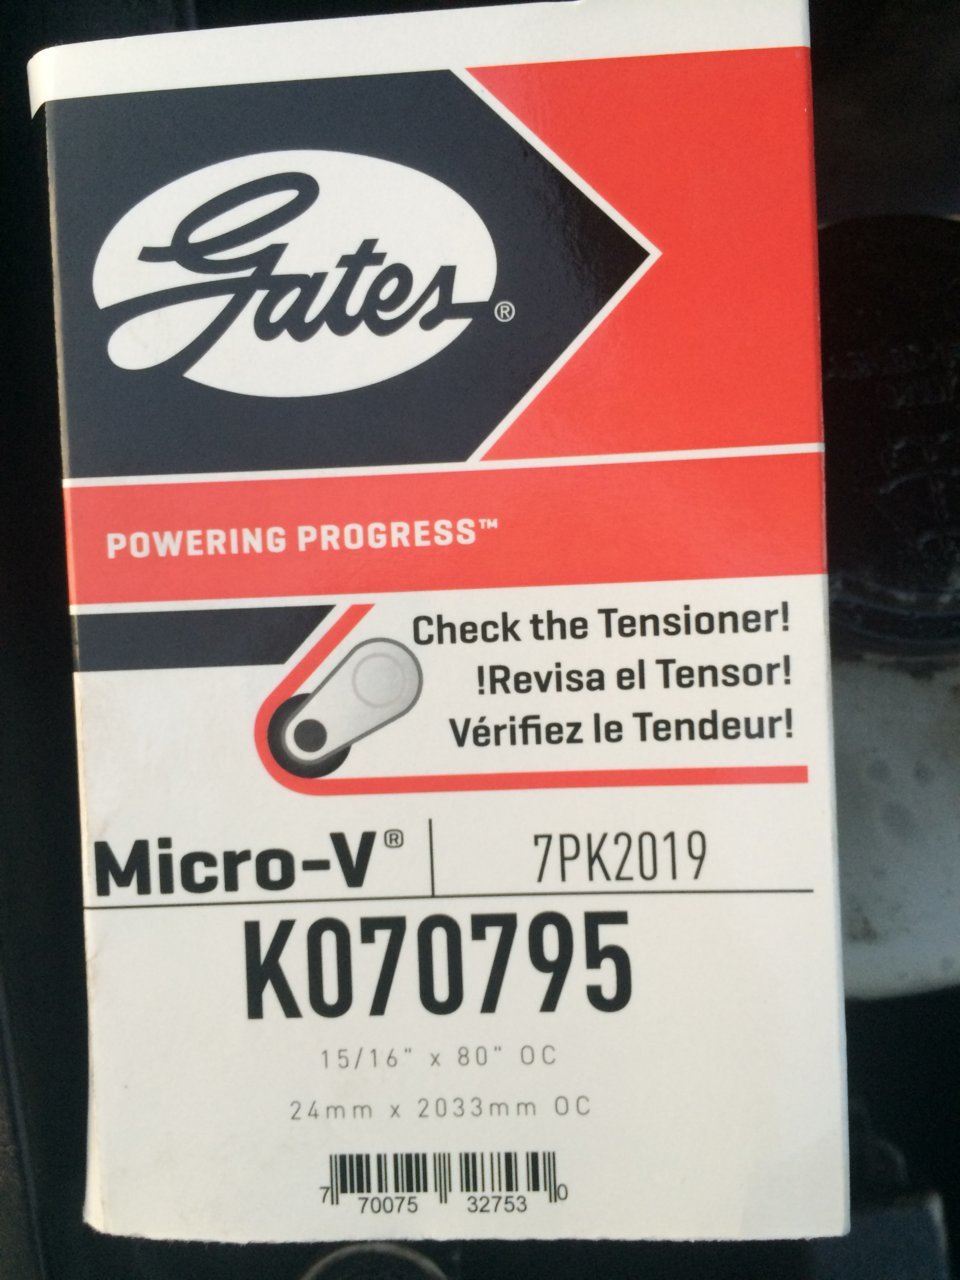 Gates®
POWERING PROGRESS™
Check the Tensioner!
!Revisa el Tensor!
Vérifiez le Tendeur!
Micro-V® 7PK2019
K070795
15/16" x 80" OC
24mm x 2033mm OC
7 70075 32753 0